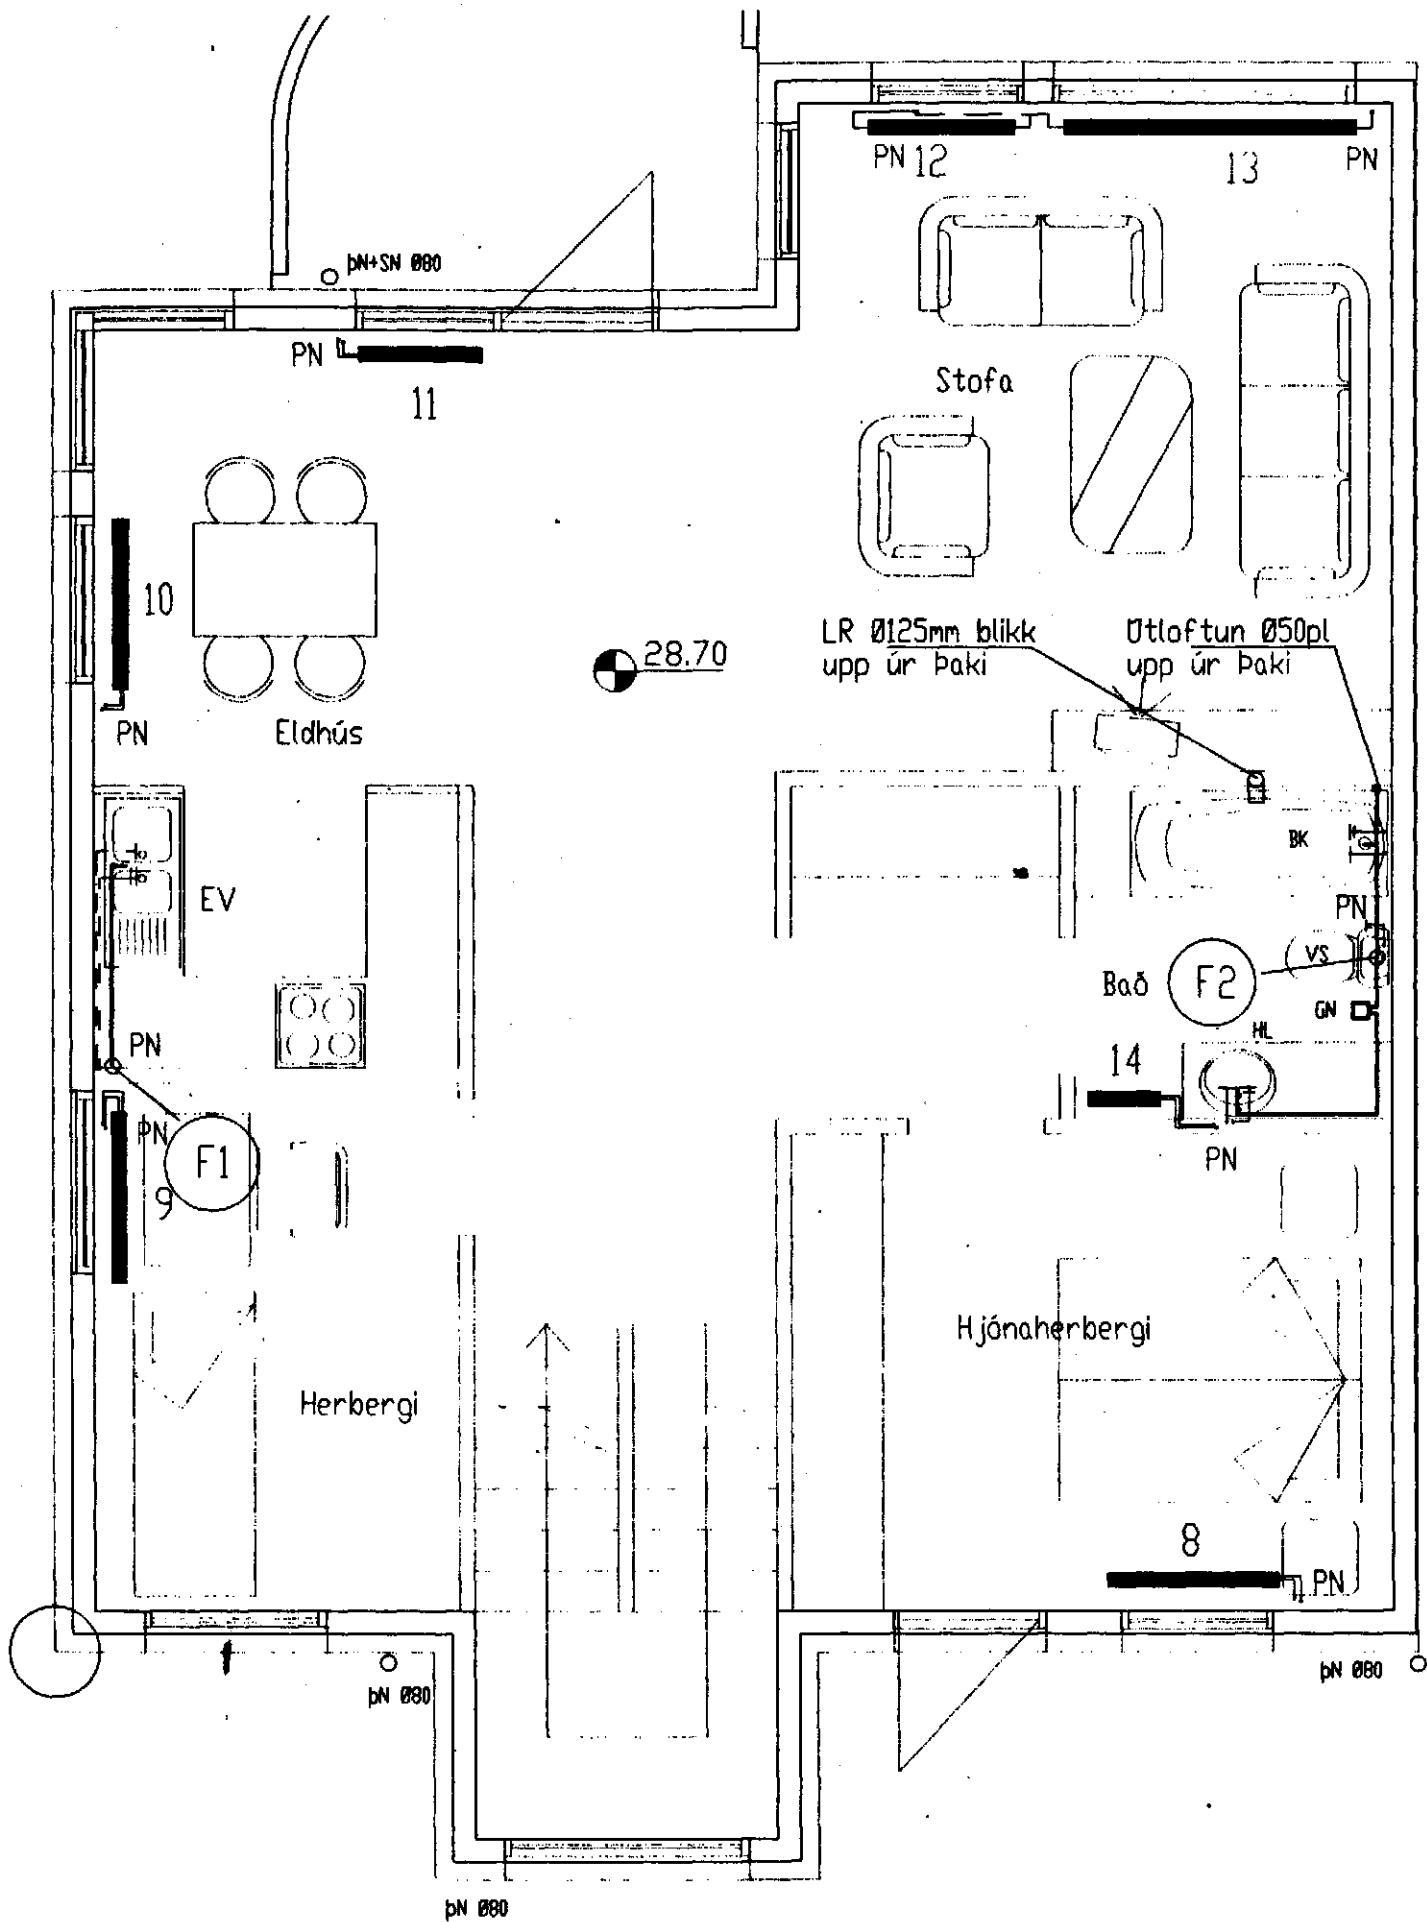 PN 12
13
PN
þN+SN Ø80
PN
11
Stofa
10
LR Ø125mm blikk
upp úr Þaki
Útloftun Ø50pl
upp úr Þaki
28.70
PN
Eldhús
BK
EV
PN
VS
Bað
F2
GN
HL
PN
14
PN
F1
9
PN
Hjónaherbergi
Herbergi
8
PN
þN Ø80
þN Ø80
þN Ø80